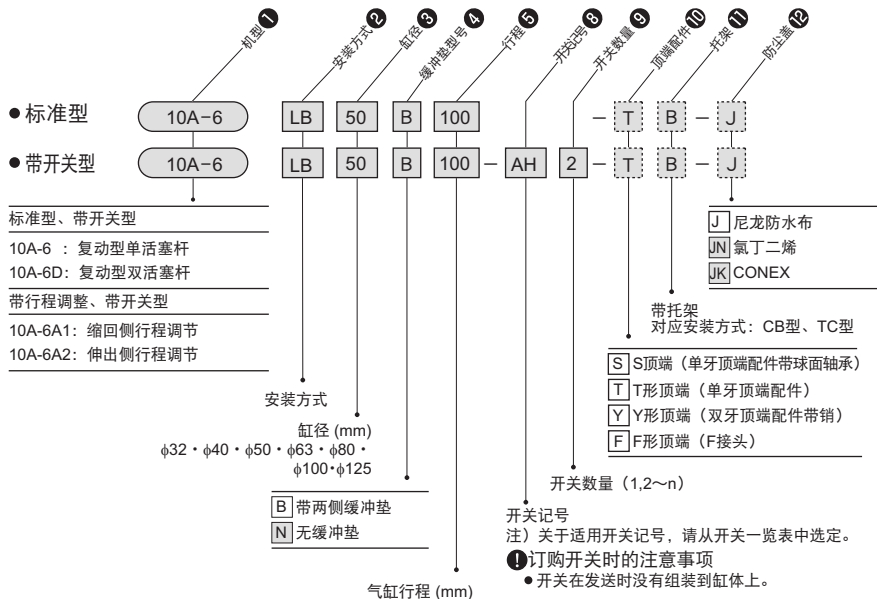 机型❶
安装方式❷
缸径❸
缓冲垫型号❹
行程❺
开关记号❽
开关数量❾
顶端配件❿
托架⓫
防尘盖⓬
● 标准型 10A-6 LB 50 B 100 - T B - J
● 带开关型 10A-6 LB 50 B 100 - AH 2 - T B - J
标准型、带开关型
10A-6 ：复动型单活塞杆
10A-6D：复动型双活塞杆
带行程调整、带开关型
10A-6A1：缩回侧行程调节
10A-6A2：伸出侧行程调节
安装方式
缸径 (mm)
ϕ32・ϕ40・ϕ50・ϕ63・ϕ80・
ϕ100・ϕ125
B 带两侧缓冲垫
N 无缓冲垫
气缸行程 (mm)
J 尼龙防水布
JN 氯丁二烯
JK CONEX
带托架
对应安装方式：CB型、TC型
S S顶端（单牙顶端配件带球面轴承）
T T形顶端（单牙顶端配件）
Y Y形顶端（双牙顶端配件带销）
F F形顶端（F接头）
开关数量（1,2～n）
开关记号
注）关于适用开关记号，请从开关一览表中选定。
!订购开关时的注意事项
● 开关在发送时没有组装到缸体上。